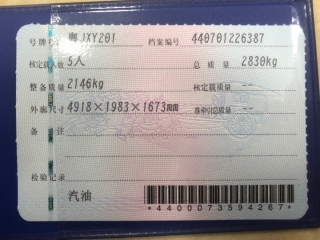 号牌号码 粤JXY201 档案编号 440701226387
核定载人数 5人 总质量 2830kg
整备质量 2146kg 核定载质量 --
外廓尺寸 4918×1983×1673mm 准牵引总质量 --
备注
检验记录
汽油
*4400073594267*